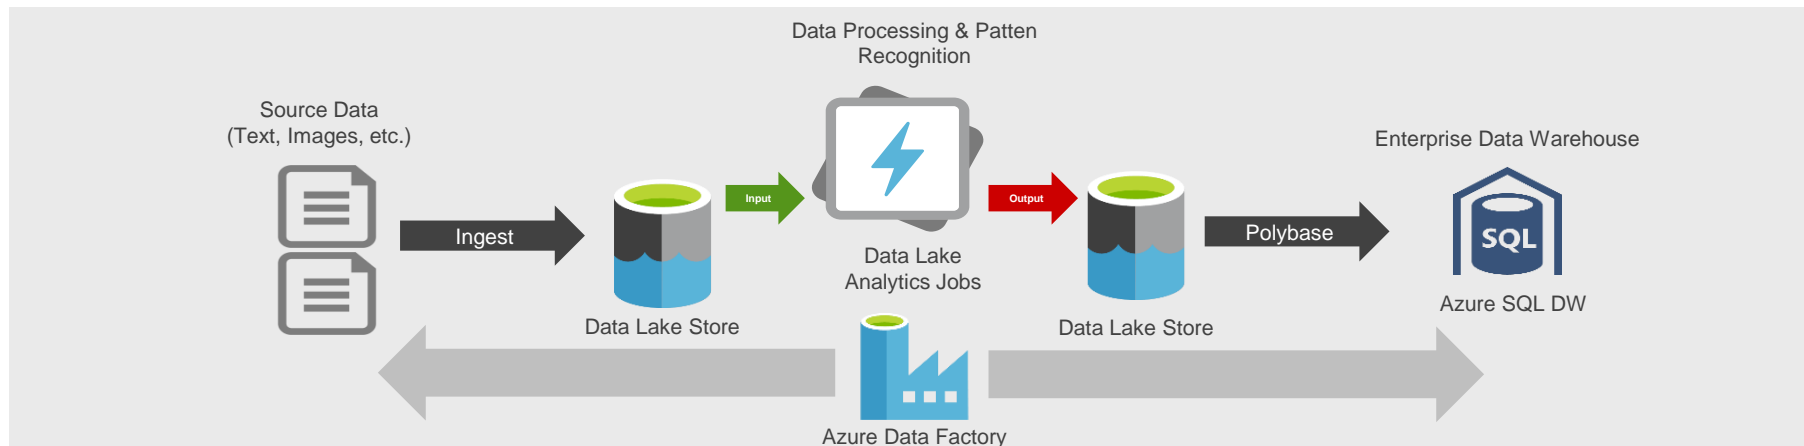 Data Processing & Patten
Recognition
Source Data
(Text, Images, etc.)
Enterprise Data Warehouse
Input
Output
Ingest
Polybase
SQL
Data Lake
Analytics Jobs
Data Lake Store
Data Lake Store
Azure SQL DW
Azure Data Factory